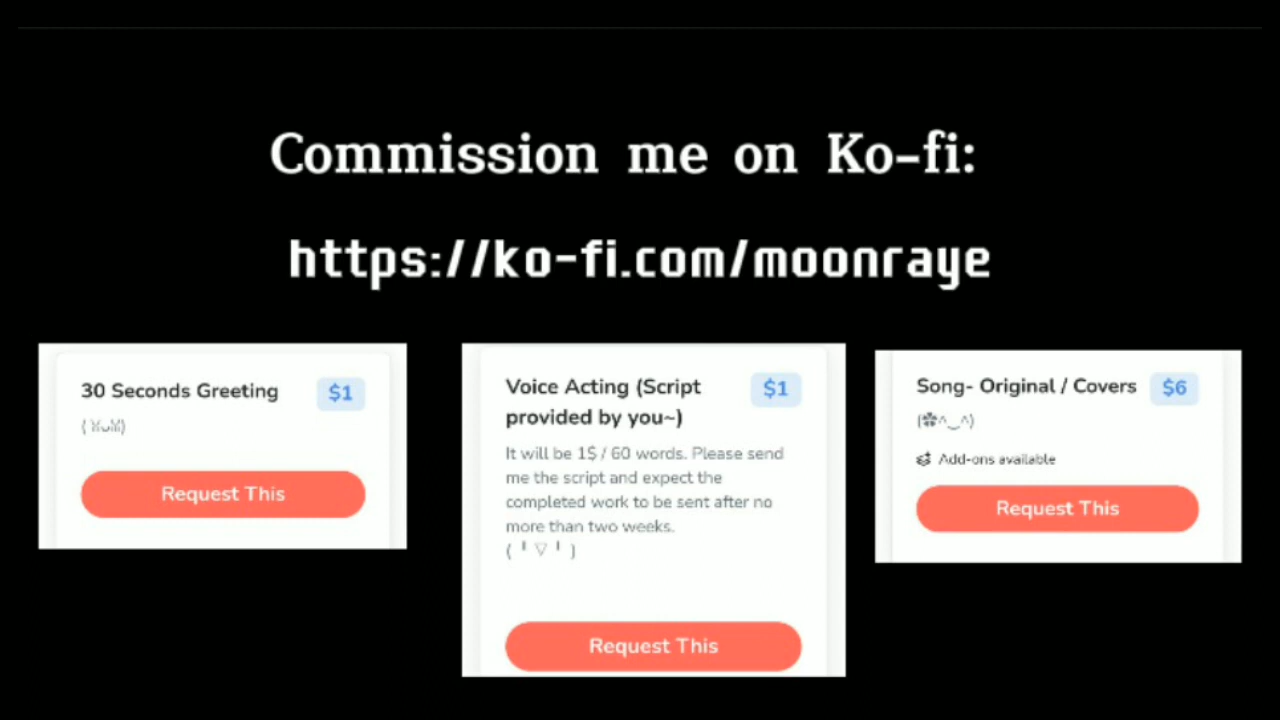 Commission me on Ko-fi:
https://ko-fi.com/moonraye
30 Seconds Greeting
$1
Request This
Voice Acting (Script
provided by you~)
$1
It will be 1$ / 60 words. Please send
me the script and expect the
completed work to be sent after no
more than two weeks.
( ╹ ▽ ╹ )
Request This
Song- Original / Covers
$6
(✿^‿^)
Add-ons available
Request This